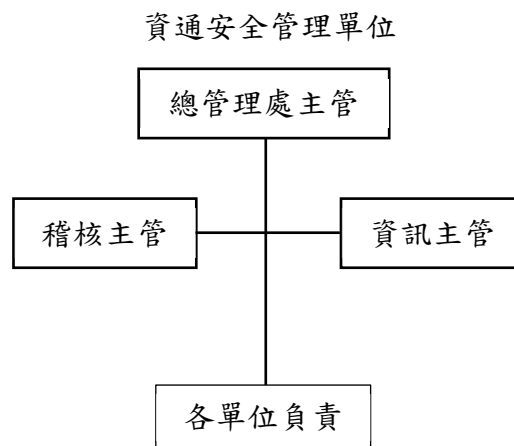 資通安全管理單位
總管理處主管
稽核主管
資訊主管
各單位負責